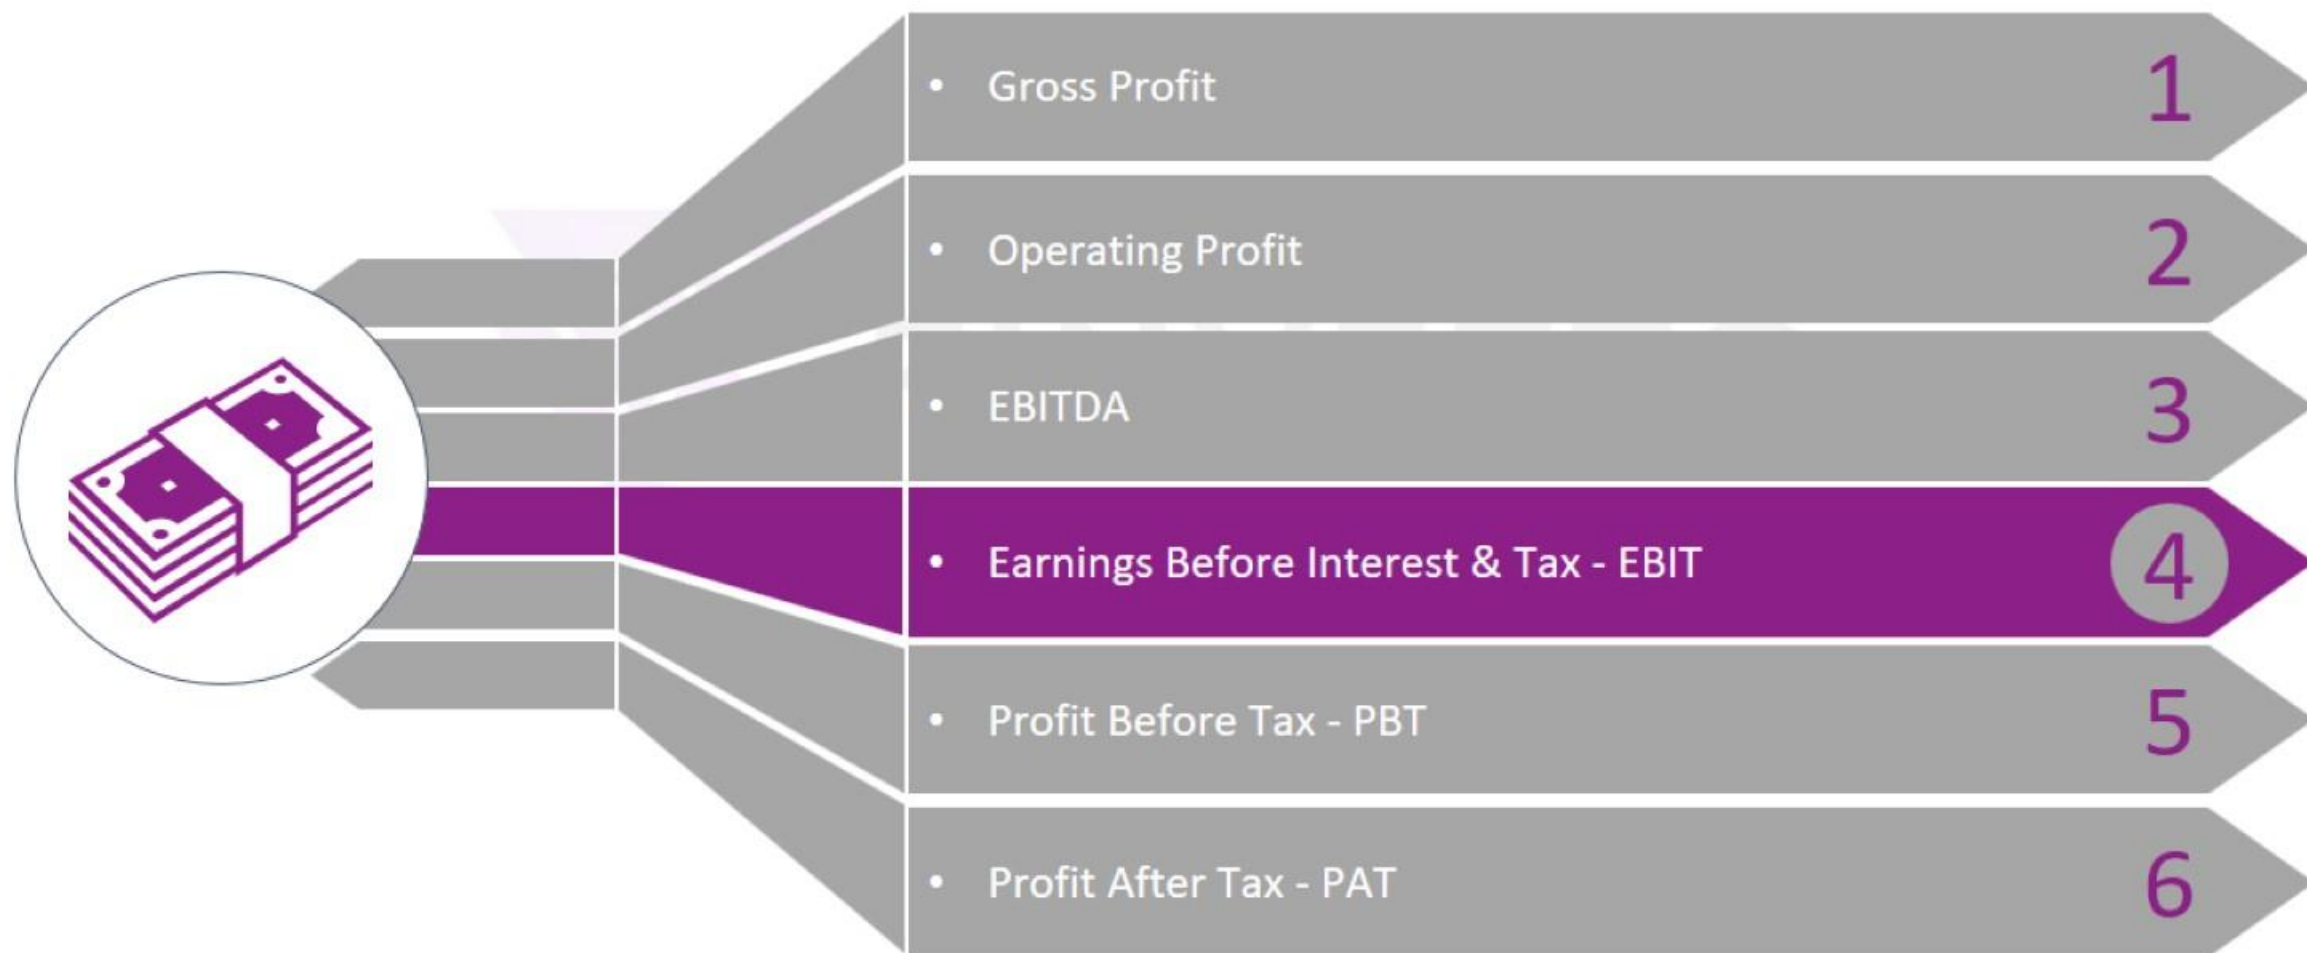 • Gross Profit 1
• Operating Profit 2
• EBITDA 3
• Earnings Before Interest & Tax - EBIT 4
• Profit Before Tax - PBT 5
• Profit After Tax - PAT 6